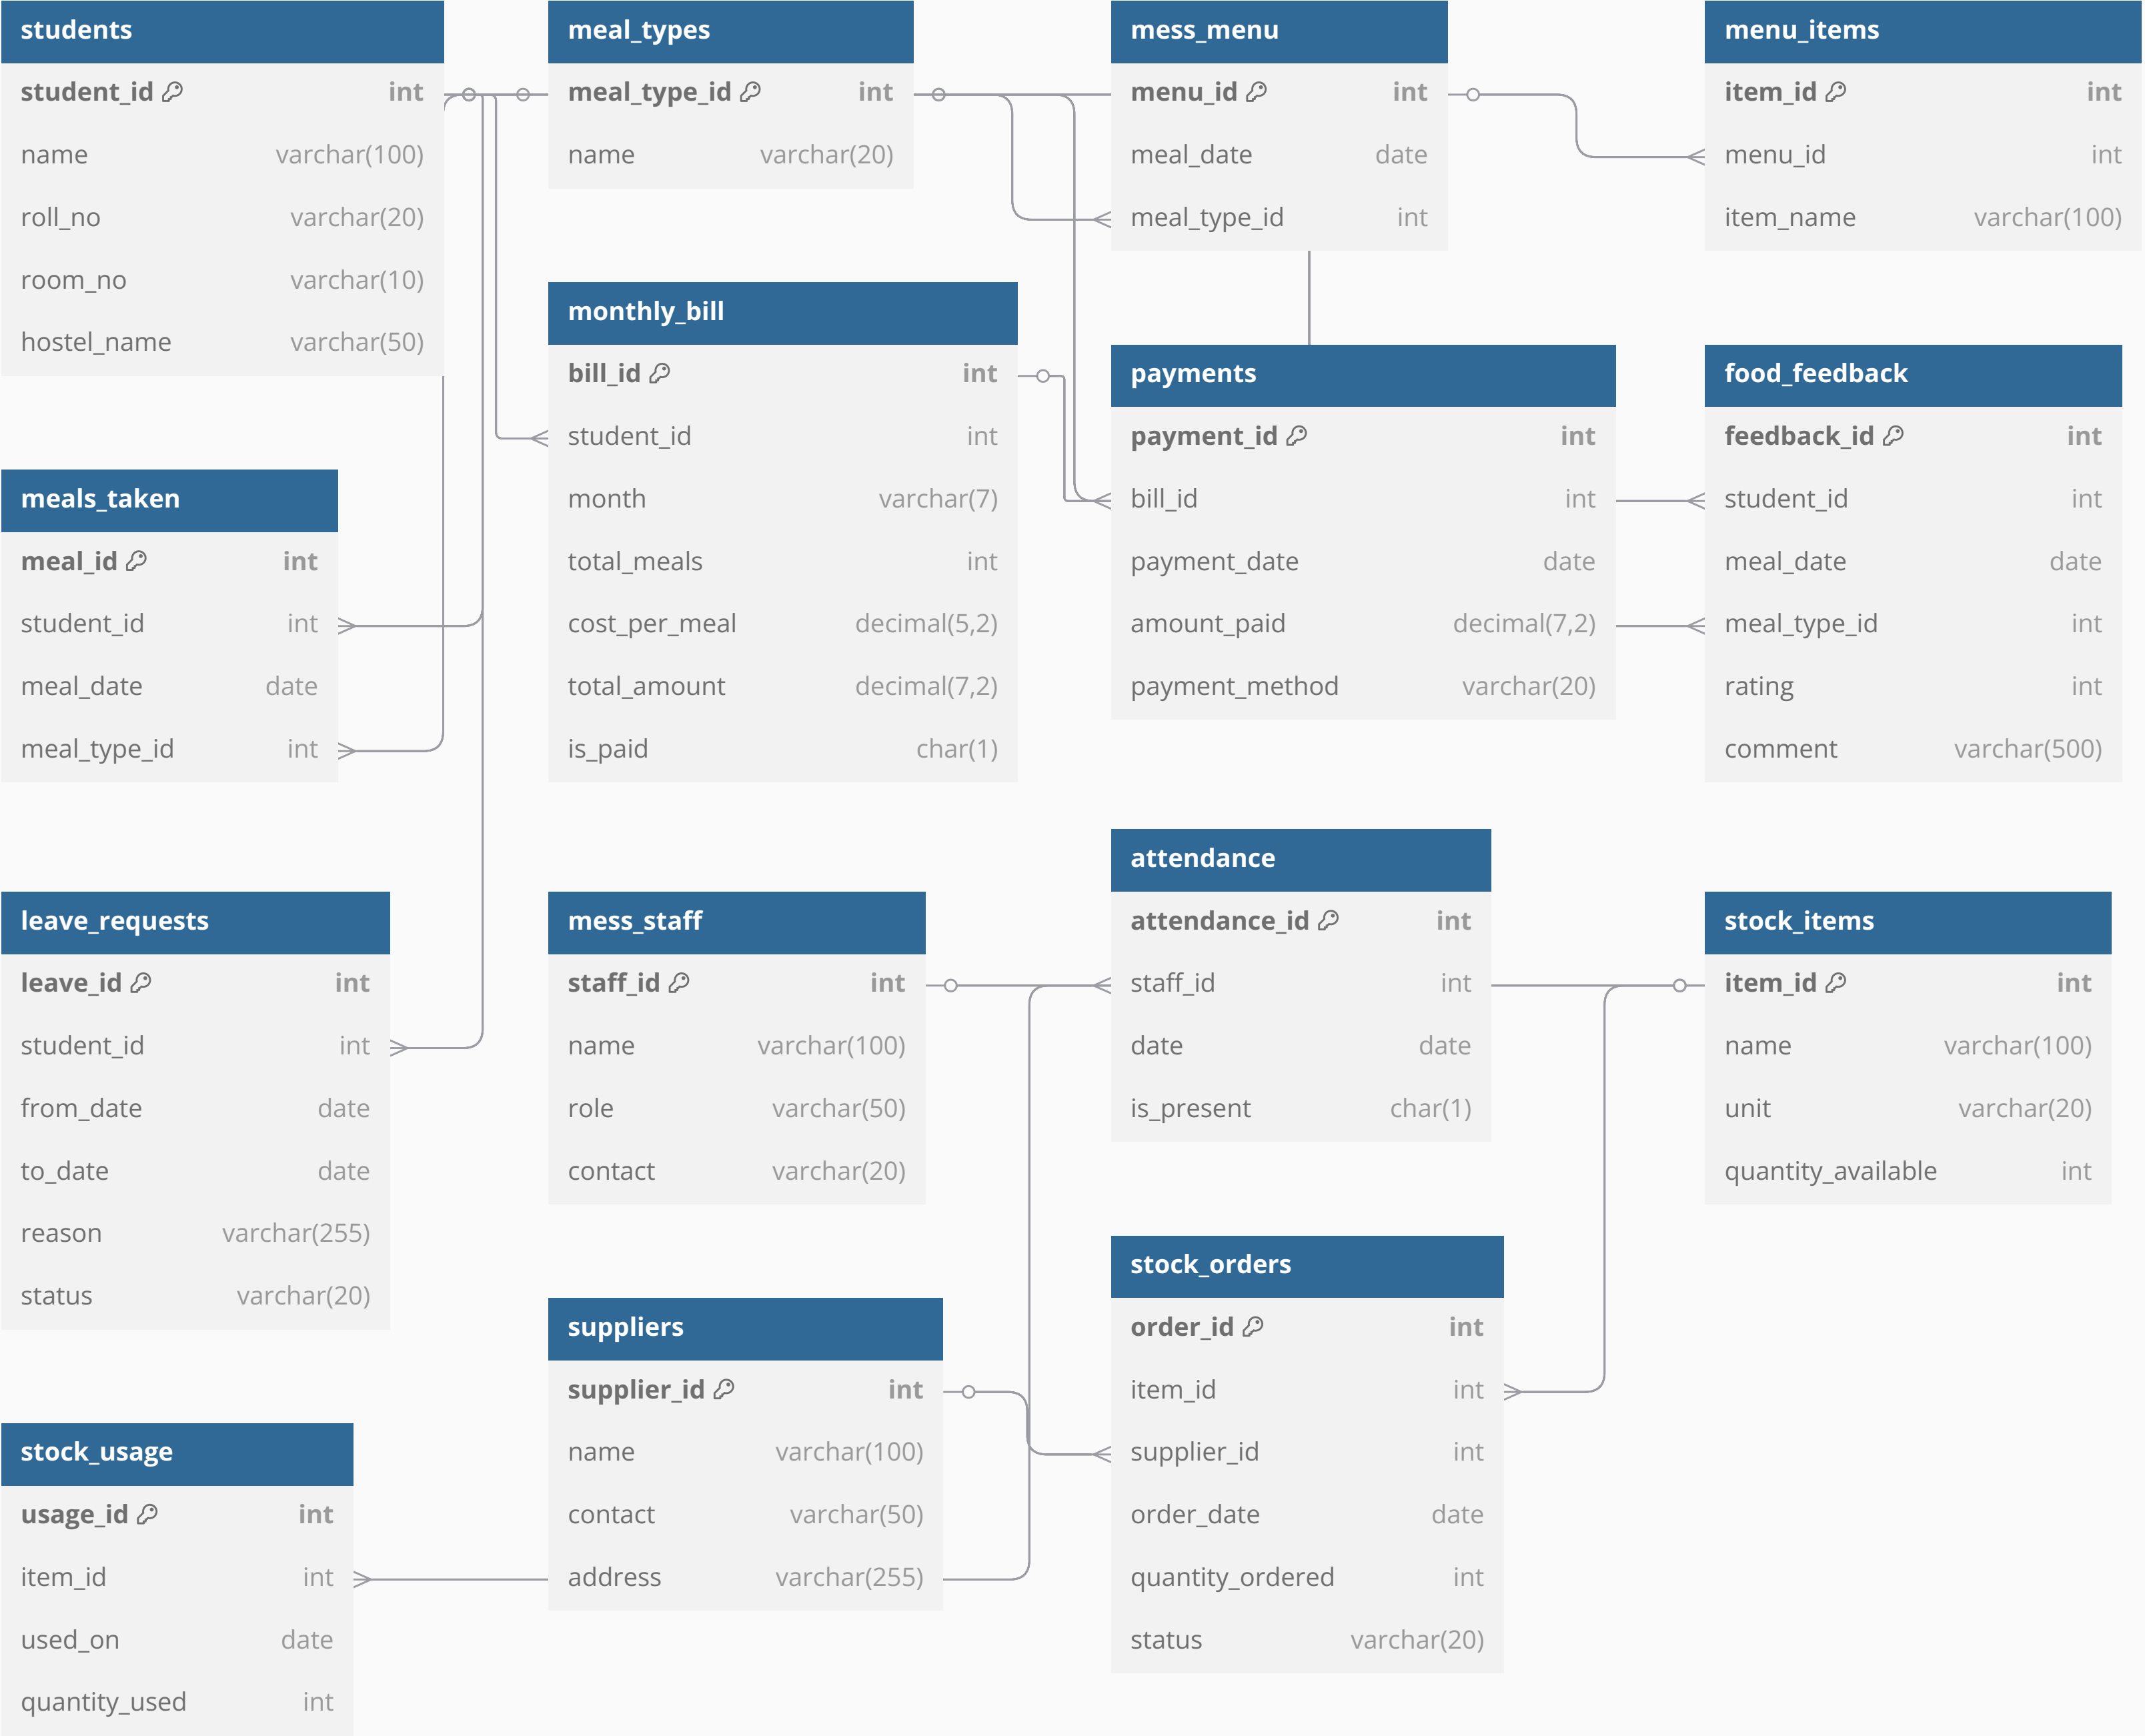 students
student_id int
name varchar(100)
roll_no varchar(20)
room_no varchar(10)
hostel_name varchar(50)
meal_types
meal_type_id int
name varchar(20)
mess_menu
menu_id int
meal_date date
meal_type_id int
menu_items
item_id int
menu_id int
item_name varchar(100)
monthly_bill
bill_id int
student_id int
month varchar(7)
total_meals int
cost_per_meal decimal(5,2)
total_amount decimal(7,2)
is_paid char(1)
payments
payment_id int
bill_id int
payment_date date
amount_paid decimal(7,2)
payment_method varchar(20)
food_feedback
feedback_id int
student_id int
meal_date date
meal_type_id int
rating int
comment varchar(500)
meals_taken
meal_id int
student_id int
meal_date date
meal_type_id int
leave_requests
leave_id int
student_id int
from_date date
to_date date
reason varchar(255)
status varchar(20)
mess_staff
staff_id int
name varchar(100)
role varchar(50)
contact varchar(20)
attendance
attendance_id int
staff_id int
date date
is_present char(1)
stock_items
item_id int
name varchar(100)
unit varchar(20)
quantity_available int
suppliers
supplier_id int
name varchar(100)
contact varchar(50)
address varchar(255)
stock_orders
order_id int
item_id int
supplier_id int
order_date date
quantity_ordered int
status varchar(20)
stock_usage
usage_id int
item_id int
used_on date
quantity_used int